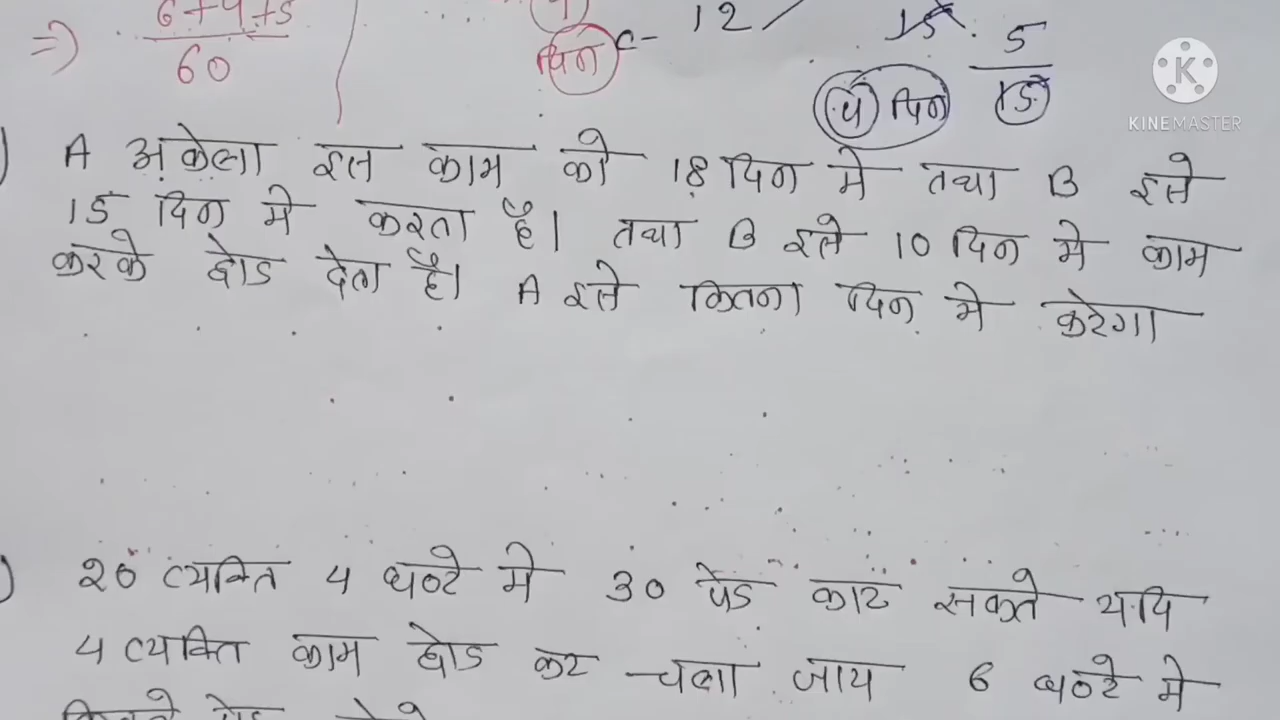 6+4+5
=> 60
दिन
c- 12
15. 5
15
5 दिन
KINEMASTER
A अकेला इस काम को 18 दिन मे तथा B इसे
15 दिन मे करता है। तथा B इसे 10 दिन मे काम
करके छोड देता है। A इसे कितना दिन मे करेगा
20 व्यक्ति 4 घण्टे मे 30 पेड काट सकते यदि
4 व्यक्ति काम छोड कर चला जाय 6 घण्टे मे